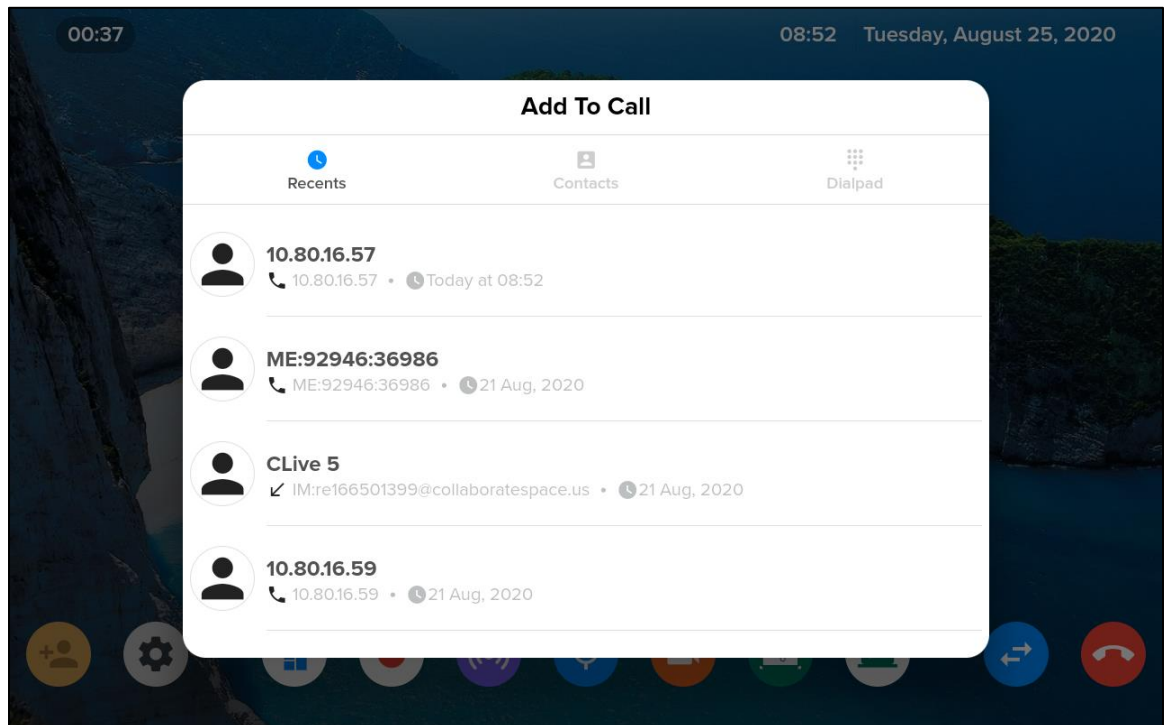 00:37
08:52 Tuesday, August 25, 2020
Add To Call
Recents Contacts Dialpad
10.80.16.57
10.80.16.57 • Today at 08:52
ME:92946:36986
ME:92946:36986 • 21 Aug, 2020
CLive 5
IM:re166501399@collaboratespace.us • 21 Aug, 2020
10.80.16.59
10.80.16.59 • 21 Aug, 2020